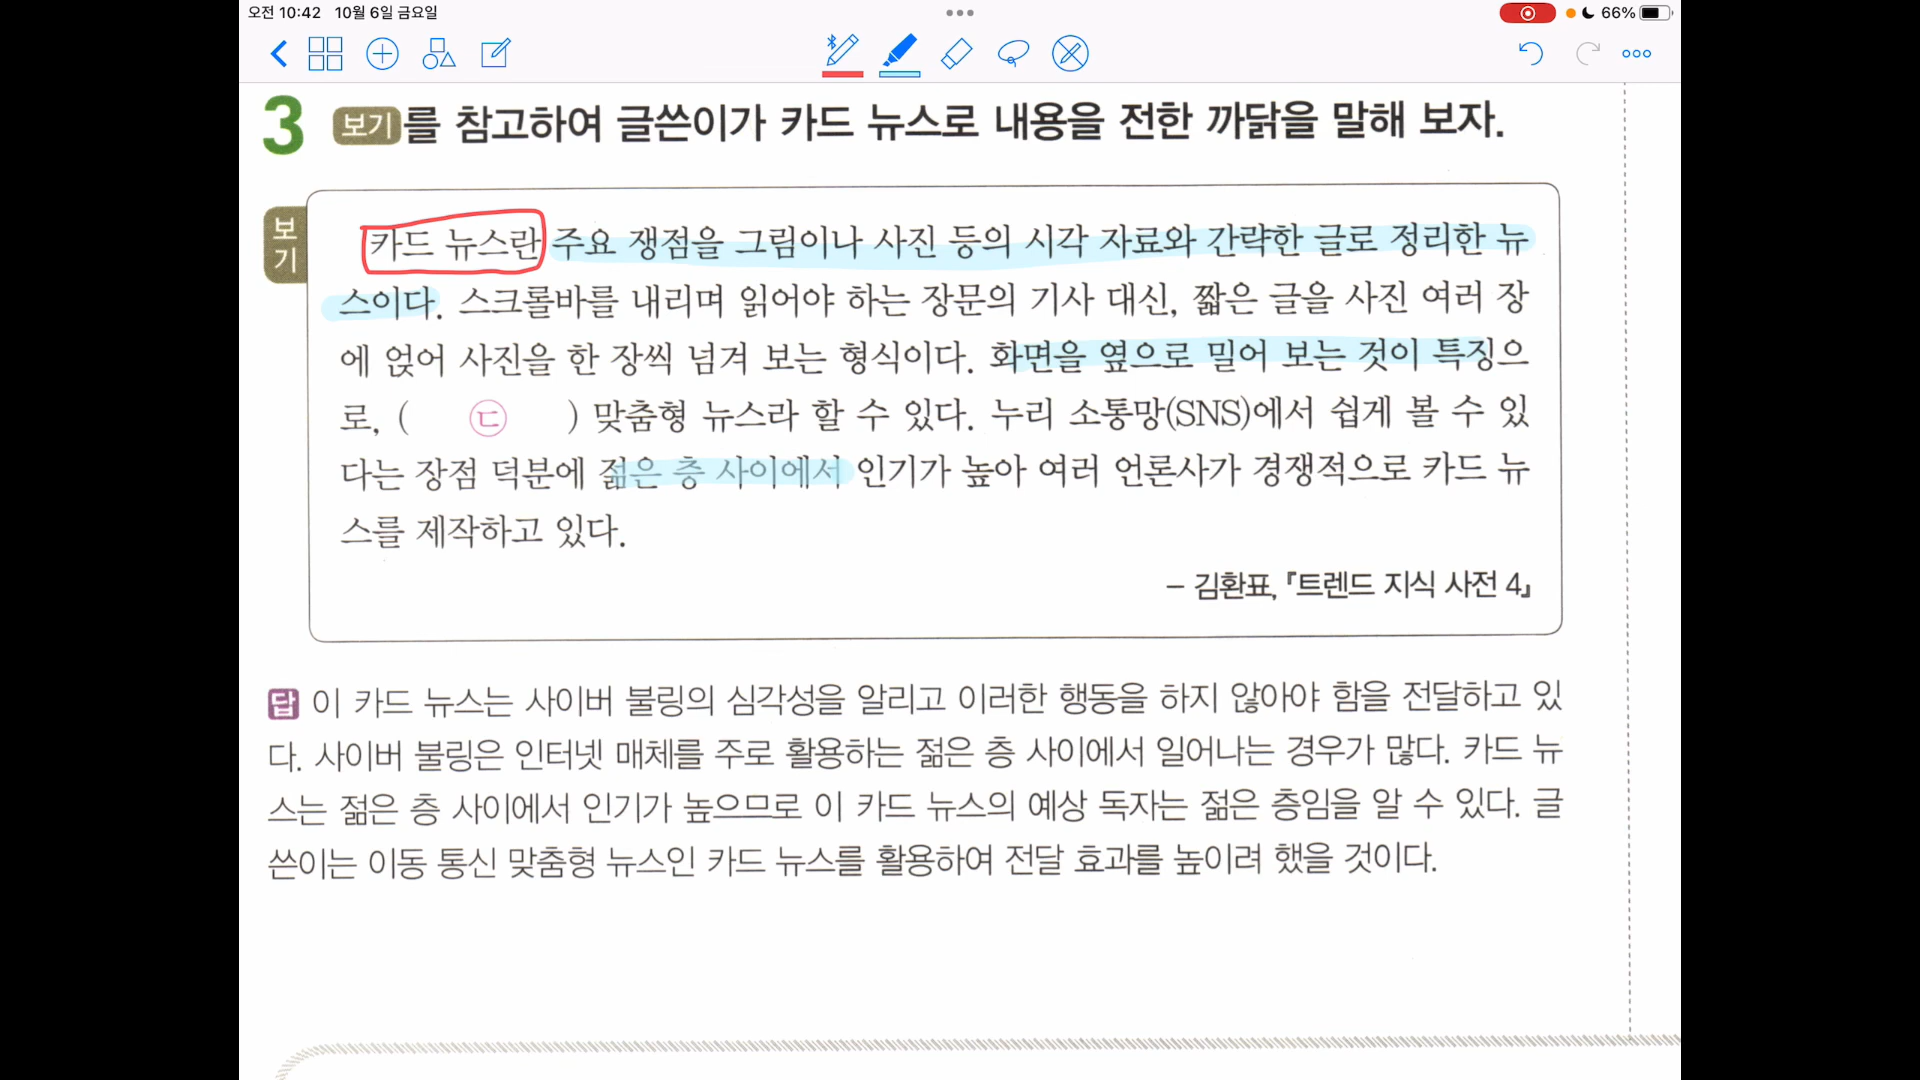 오전 10:42 10월 6일 금요일
66%
3 보기를 참고하여 글쓴이가 카드 뉴스로 내용을 전한 까닭을 말해 보자.
보기
카드 뉴스란 주요 쟁점을 그림이나 사진 등의 시각 자료와 간략한 글로 정리한 뉴
스이다. 스크롤바를 내리며 읽어야 하는 장문의 기사 대신, 짧은 글을 사진 여러 장
에 얹어 사진을 한 장씩 넘겨 보는 형식이다. 화면을 옆으로 밀어 보는 것이 특징으
로, ( ㉢ ) 맞춤형 뉴스라 할 수 있다. 누리 소통망(SNS)에서 쉽게 볼 수 있
다는 장점 덕분에 젊은 층 사이에서 인기가 높아 여러 언론사가 경쟁적으로 카드 뉴
스를 제작하고 있다.
– 김환표, 『트렌드 지식 사전 4』
답 이 카드 뉴스는 사이버 불링의 심각성을 알리고 이러한 행동을 하지 않아야 함을 전달하고 있
다. 사이버 불링은 인터넷 매체를 주로 활용하는 젊은 층 사이에서 일어나는 경우가 많다. 카드 뉴
스는 젊은 층 사이에서 인기가 높으므로 이 카드 뉴스의 예상 독자는 젊은 층임을 알 수 있다. 글
쓴이는 이동 통신 맞춤형 뉴스인 카드 뉴스를 활용하여 전달 효과를 높이려 했을 것이다.